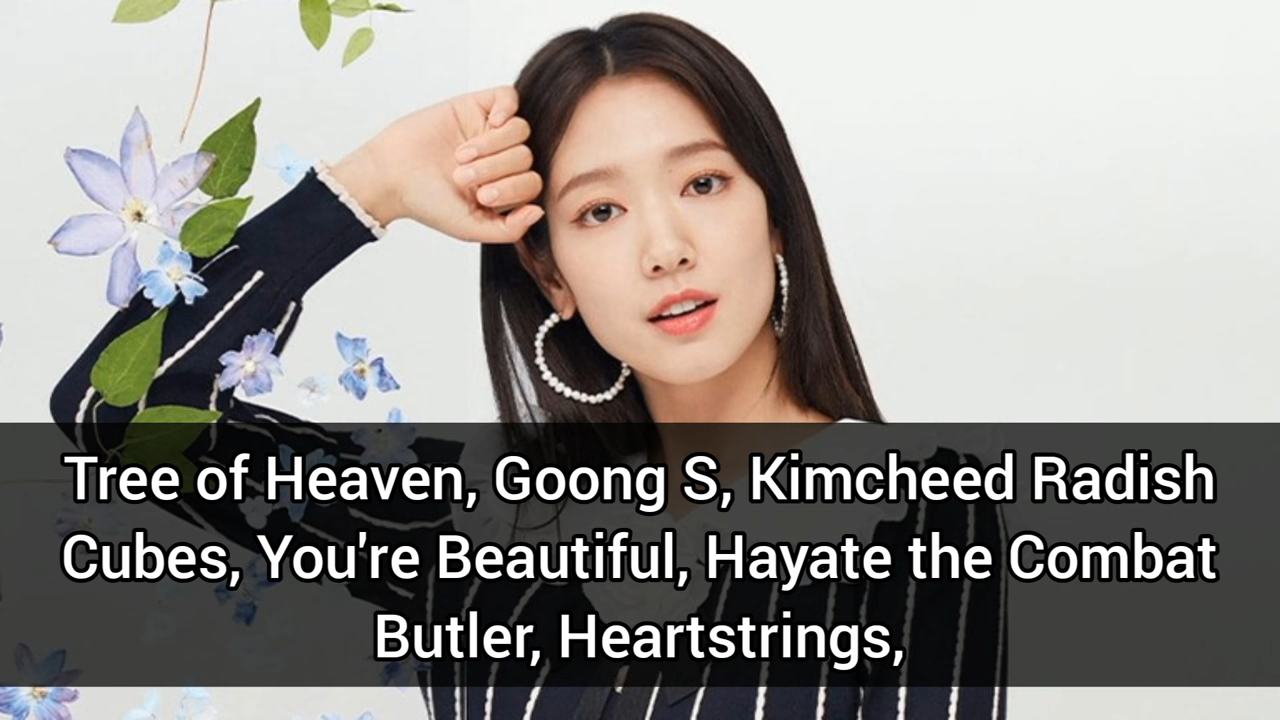 Tree of Heaven, Goong S, Kimcheed Radish
Cubes, You're Beautiful, Hayate the Combat
Butler, Heartstrings,